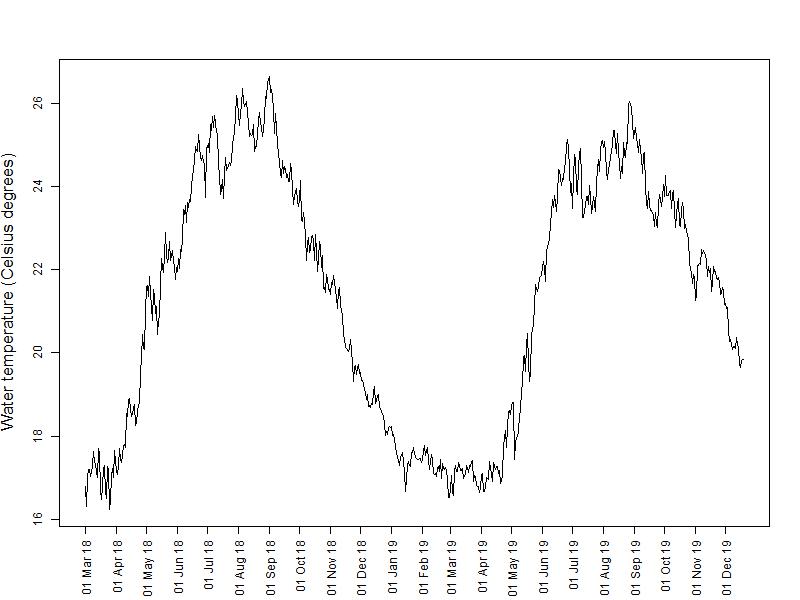 Water temperature (Celsius degrees)
26
24
22
20
18
16
01 Mar 18
01 Apr 18
01 May 18
01 Jun 18
01 Jul 18
01 Aug 18
01 Sep 18
01 Oct 18
01 Nov 18
01 Dec 18
01 Jan 19
01 Feb 19
01 Mar 19
01 Apr 19
01 May 19
01 Jun 19
01 Jul 19
01 Aug 19
01 Sep 19
01 Oct 19
01 Nov 19
01 Dec 19